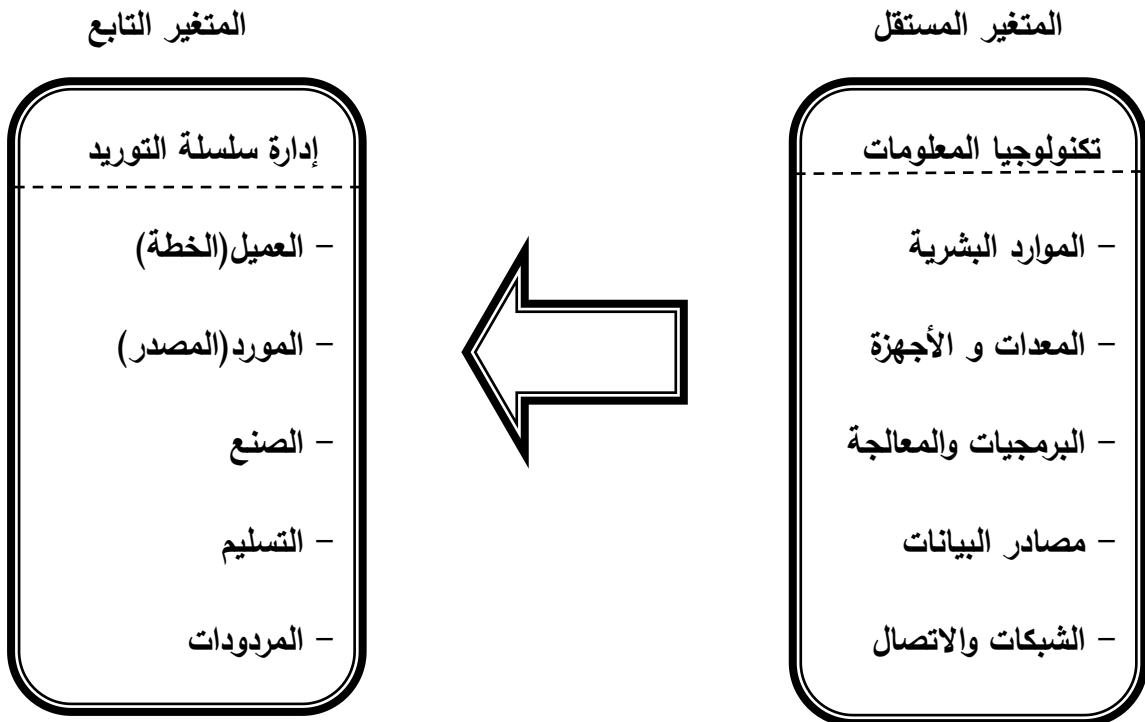 المتغير المستقل
تكنولوجيا المعلومات
– الموارد البشرية
– المعدات و الأجهزة
– البرمجيات والمعالجة
– مصادر البيانات
– الشبكات والاتصال
المتغير التابع
إدارة سلسلة التوريد
– العميل(الخطة)
– المورد(المصدر)
– الصنع
– التسليم
– المردودات